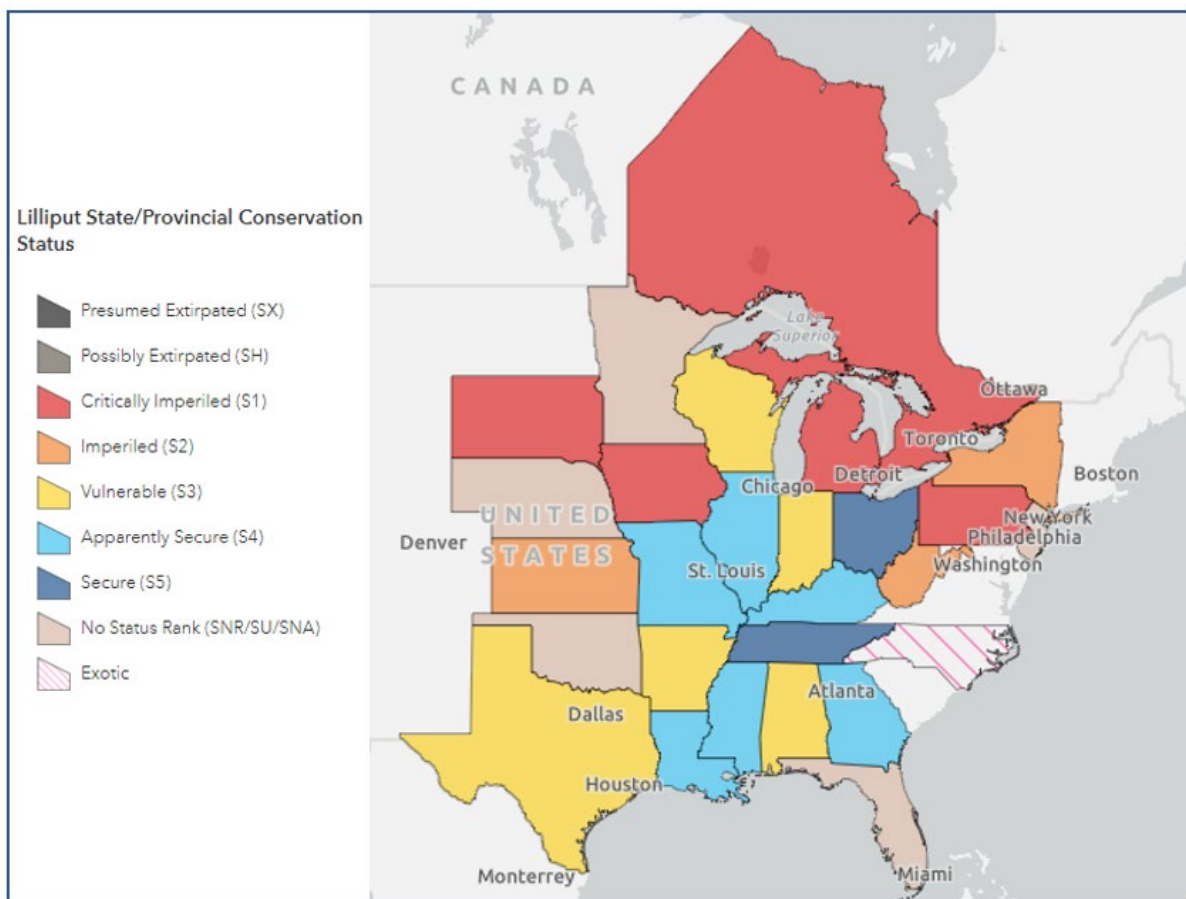 Lilliput State/Provincial Conservation
Status
Presumed Extirpated (SX)
Possibly Extirpated (SH)
Critically Imperiled (S1)
Imperiled (S2)
Vulnerable (S3)
Apparently Secure (S4)
Secure (S5)
No Status Rank (SNR/SU/SNA)
Exotic
CANADA
Lake
Superior
Ottawa
Toronto
Boston
Detroit
Chicago
New York
Philadelphia
UNITED
STATES
Denver
Washington
St. Louis
Atlanta
Dallas
Houston
Monterrey
Miami